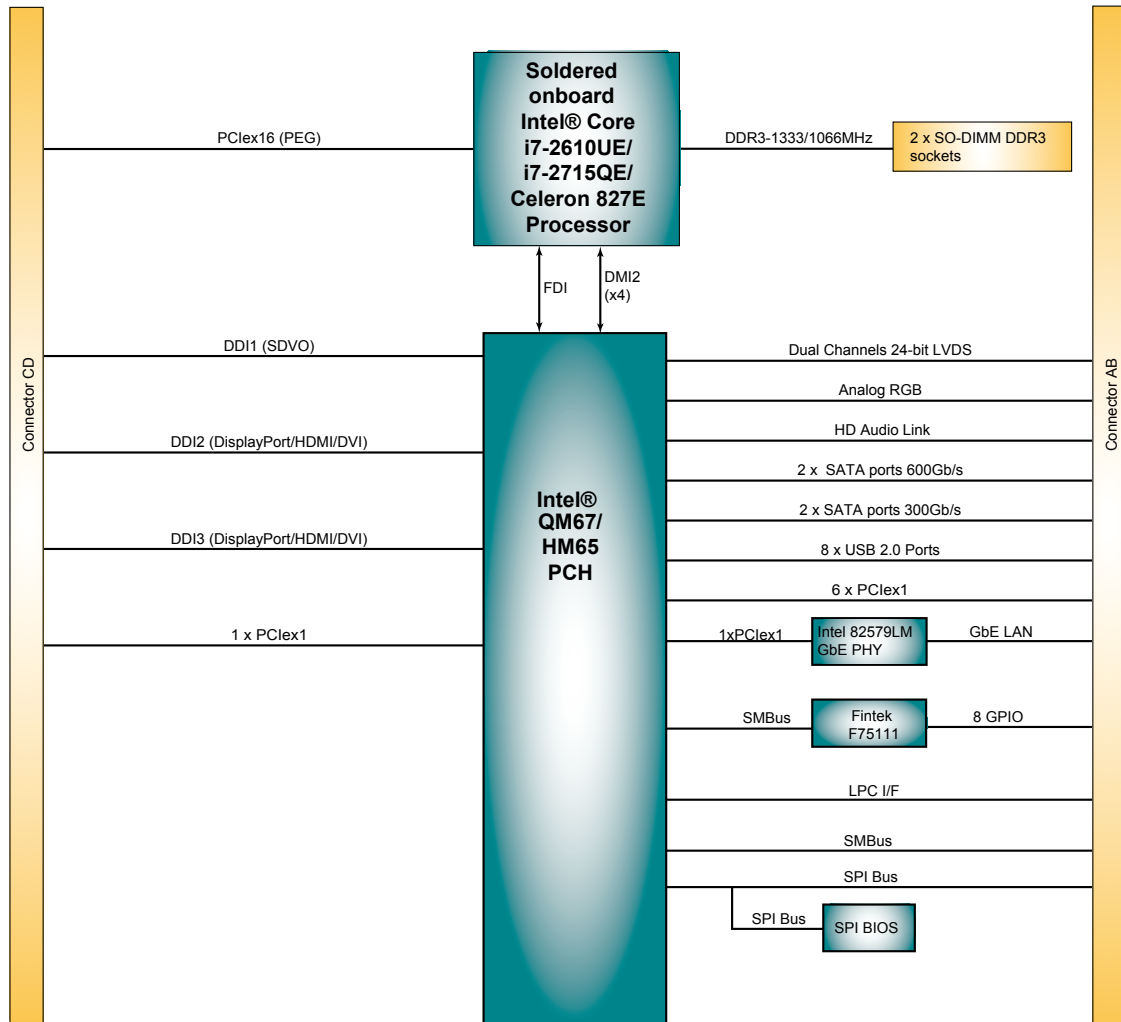 Soldered
onboard
Intel® Core
i7-2610UE/
i7-2715QE/
Celeron 827E
Processor
PCIex16 (PEG)
DDR3-1333/1066MHz
2 x SO-DIMM DDR3
sockets
FDI
DMI2
(x4)
Connector CD
Connector AB
DDI1 (SDVO)
DDI2 (DisplayPort/HDMI/DVI)
DDI3 (DisplayPort/HDMI/DVI)
1 x PCIex1
Intel®
QM67/
HM65
PCH
Dual Channels 24-bit LVDS
Analog RGB
HD Audio Link
2 x SATA ports 600Gb/s
2 x SATA ports 300Gb/s
8 x USB 2.0 Ports
6 x PCIex1
1xPCIex1
Intel 82579LM
GbE PHY
GbE LAN
SMBus
Fintek
F75111
8 GPIO
LPC I/F
SMBus
SPI Bus
SPI Bus
SPI BIOS